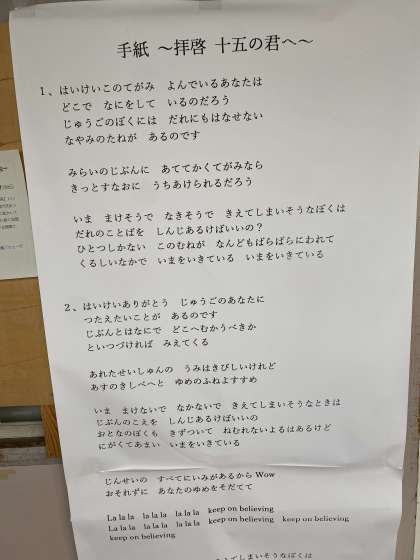 手紙 ～拝啓 十五の君へ～
1、はいけいこのてがみ　よんでいるあなたは
どこで　なにをして　いるのだろう
じゅうごのぼくには　だれにもはなせない
なやみのたねが　あるのです
みらいのじぶんに　あててかくてがみなら
きっとすなおに　うちあけられるだろう
いま　まけそうで　なきそうで　きえてしまいそうなぼくは
だれのことばを　しんじあるけばいいの？
ひとつしかない　このむねが　なんどもばらばらにわれて
くるしいなかで　いまをいきている　いまをいきている
2、はいけいありがとう　じゅうごのあなたに
つたえたいことが　あるのです
じぶんとはなにで　どこへむかうべきか
といつづければ　みえてくる
あれたせいしゅんの　うみはきびしいけれど
あすのきしべへと　ゆめのふねよすすめ
いま　まけないで　なかないで　きえてしまいそうなときは
じぶんのこえを　しんじあるけばいいの
おとなのぼくも　きずついて　ねむれないよるはあるけど
にがくてあまい　いまをいきている
じんせいの　すべてにいみがあるから Wow
おそれずに　あなたのゆめをそだてて
La la la　la la la　la la la　keep on believing
La la la　la la la　la la la　keep on believing　keep on believing
keep on believing
きえてしまいそうなぼくは